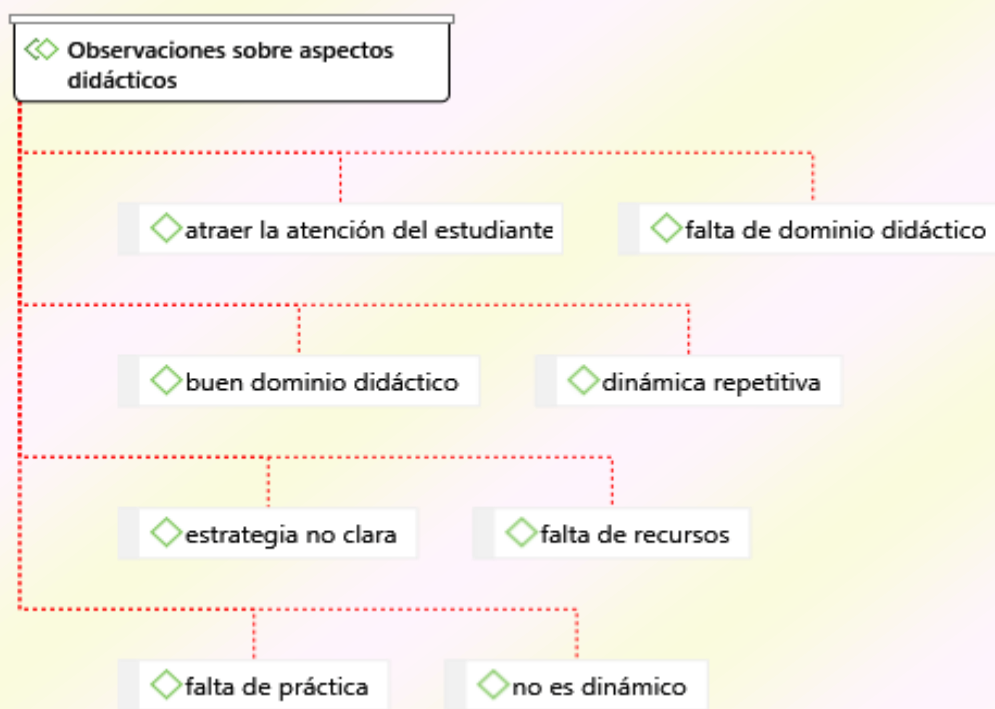 Observaciones sobre aspectos
didácticos
atraer la atención del estudiante
falta de dominio didáctico
buen dominio didáctico
dinámica repetitiva
estrategia no clara
falta de recursos
falta de práctica
no es dinámico